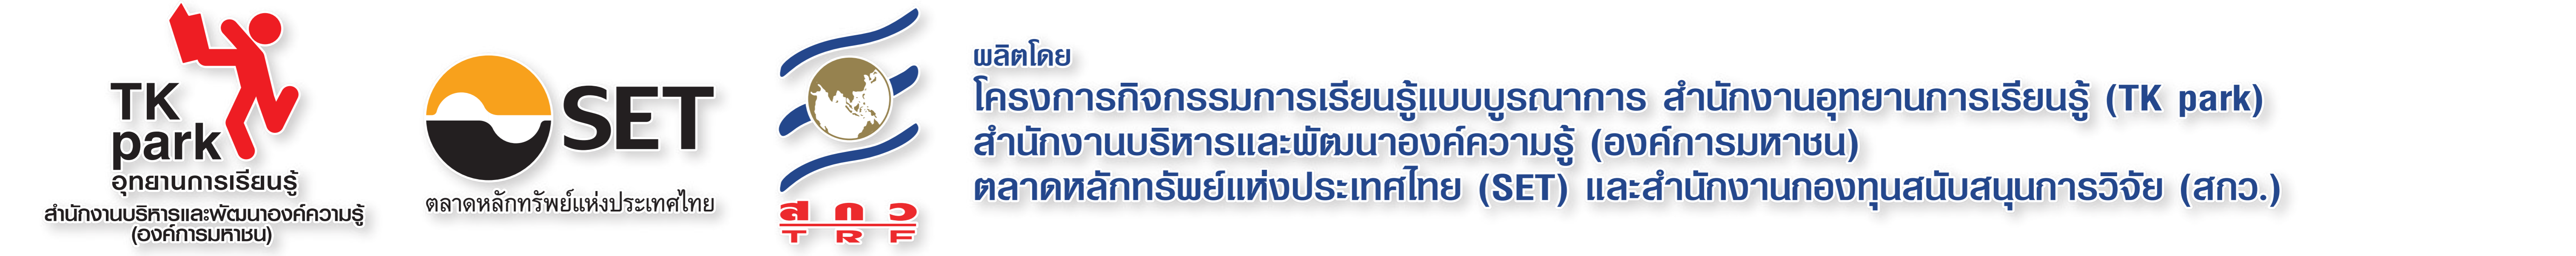 TK
park
อุทยานการเรียนรู้
สำนักงานบริหารและพัฒนาองค์ความรู้
(องค์การมหาชน)
SET
ตลาดหลักทรัพย์แห่งประเทศไทย
สกว
TRF
ผลิตโดย
โครงการกิจกรรมการเรียนรู้แบบบูรณาการ สำนักงานอุทยานการเรียนรู้ (TK park)
สำนักงานบริหารและพัฒนาองค์ความรู้ (องค์การมหาชน)
ตลาดหลักทรัพย์แห่งประเทศไทย (SET) และสำนักงานกองทุนสนับสนุนการวิจัย (สกว.)